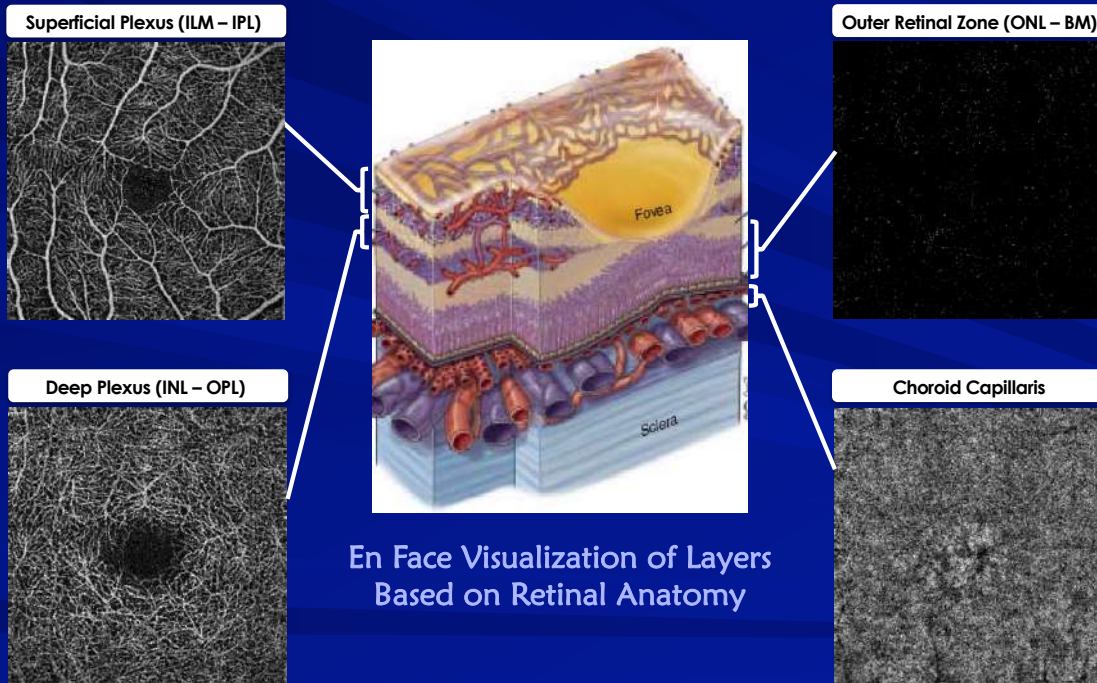 Superficial Plexus (ILM – IPL)
Outer Retinal Zone (ONL – BM)
Fovea
Sclera
Deep Plexus (INL – OPL)
Choroid Capillaris
En Face Visualization of Layers
Based on Retinal Anatomy